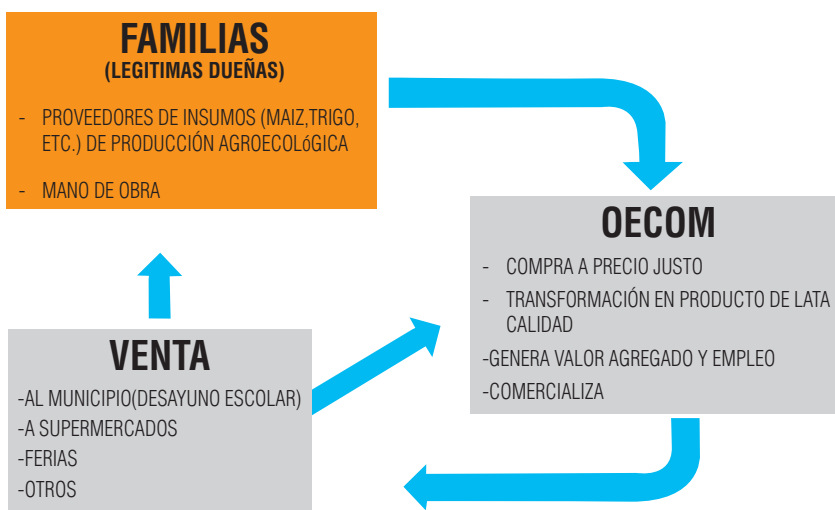 FAMILIAS
(LEGITIMAS DUEÑAS)
- PROVEEDORES DE INSUMOS (MAIZ,TRIGO,
ETC.) DE PRODUCCIÓN AGROECOLóGICA
- MANO DE OBRA
OECOM
- COMPRA A PRECIO JUSTO
- TRANSFORMACIÓN EN PRODUCTO DE LATA
CALIDAD
-GENERA VALOR AGREGADO Y EMPLEO
-COMERCIALIZA
VENTA
-AL MUNICIPIO(DESAYUNO ESCOLAR)
-A SUPERMERCADOS
-FERIAS
-OTROS